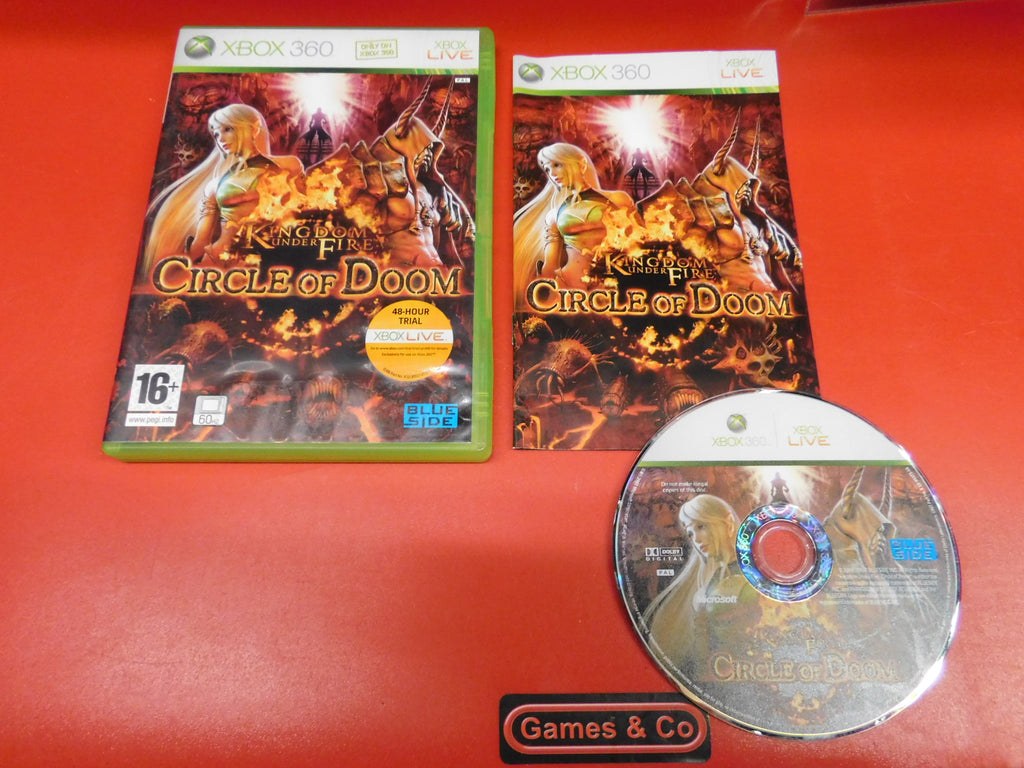 XBOX 360
ONLY ON
XBOX 360
XBOX
LIVE
PAL
KINGDOM
UNDER FIRE
CIRCLE OF DOOM
48-HOUR
TRIAL
XBOX LIVE
16+
www.pegi.info
60HZ
BLUE
SIDE
XBOX 360
XBOX
LIVE
KINGDOM
UNDER FIRE
CIRCLE OF DOOM
XBOX 360
XBOX
LIVE
Do not make illegal
copies of this disc.
DOLBY
DIGITAL
PAL
BLUE
SIDE
Microsoft
CIRCLE OF DOOM
Games & Co